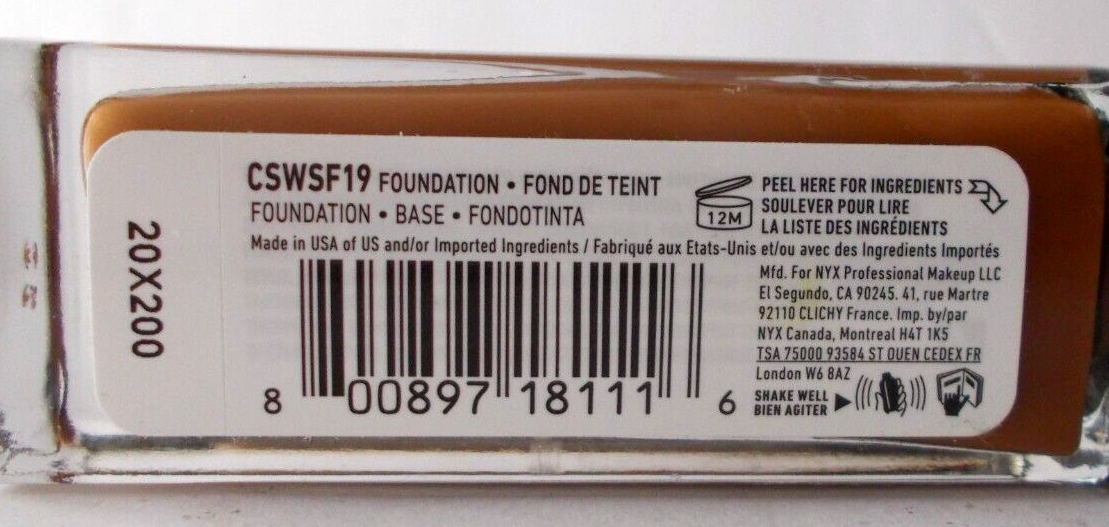 CSWSF19 FOUNDATION • FOND DE TEINT
FOUNDATION • BASE • FONDOTINTA
12M
PEEL HERE FOR INGREDIENTS
SOULEVER POUR LIRE
LA LISTE DES INGRÉDIENTS
Made in USA of US and/or Imported Ingredients / Fabriqué aux Etats-Unis et/ou avec des Ingredients Importés
20X200
8 00897 18111 6
Mfd. For NYX Professional Makeup LLC
El Segundo, CA 90245. 41, rue Martre
92110 CLICHY France. Imp. by/par
NYX Canada, Montreal H4T 1K5
TSA 75000 93584 ST OUEN CEDEX FR
London W6 8AZ
SHAKE WELL
BIEN AGITER